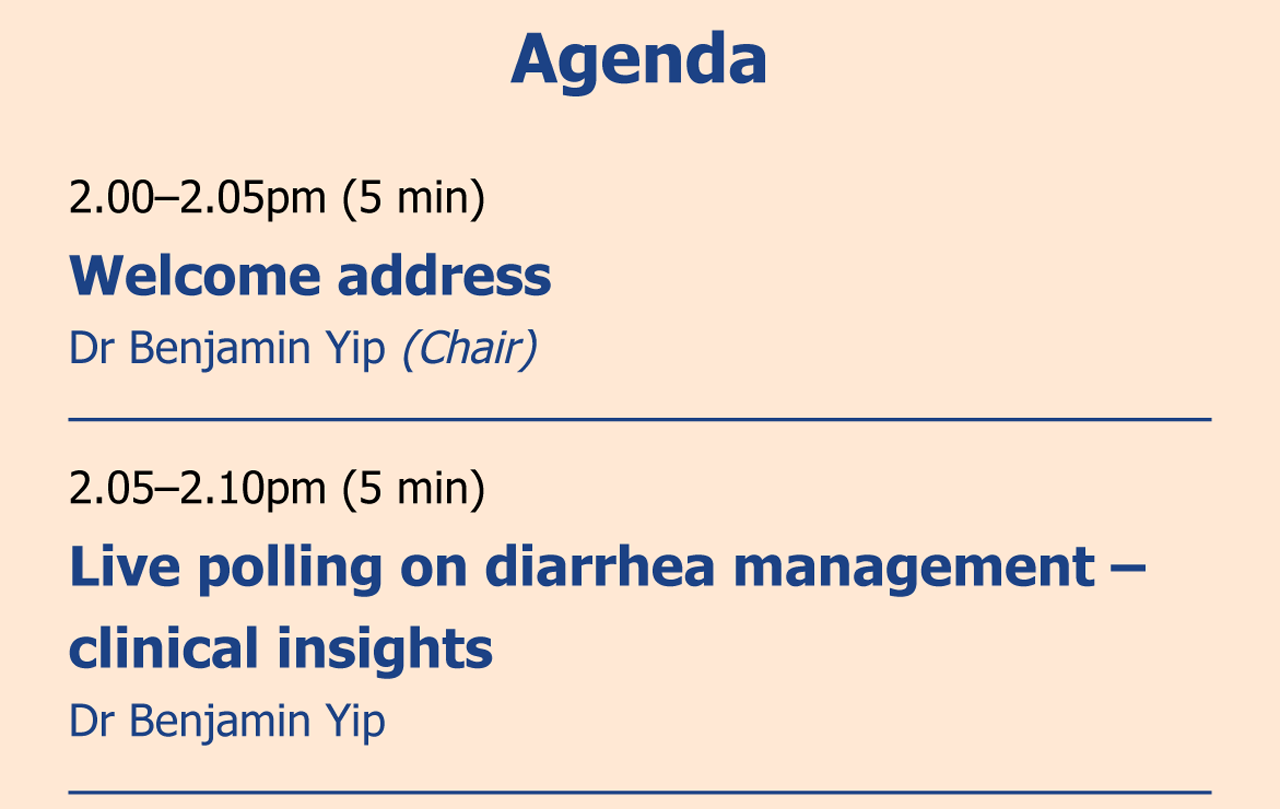 Agenda
2.00–2.05pm (5 min)
Welcome address
Dr Benjamin Yip (Chair)
2.05–2.10pm (5 min)
Live polling on diarrhea management –
clinical insights
Dr Benjamin Yip